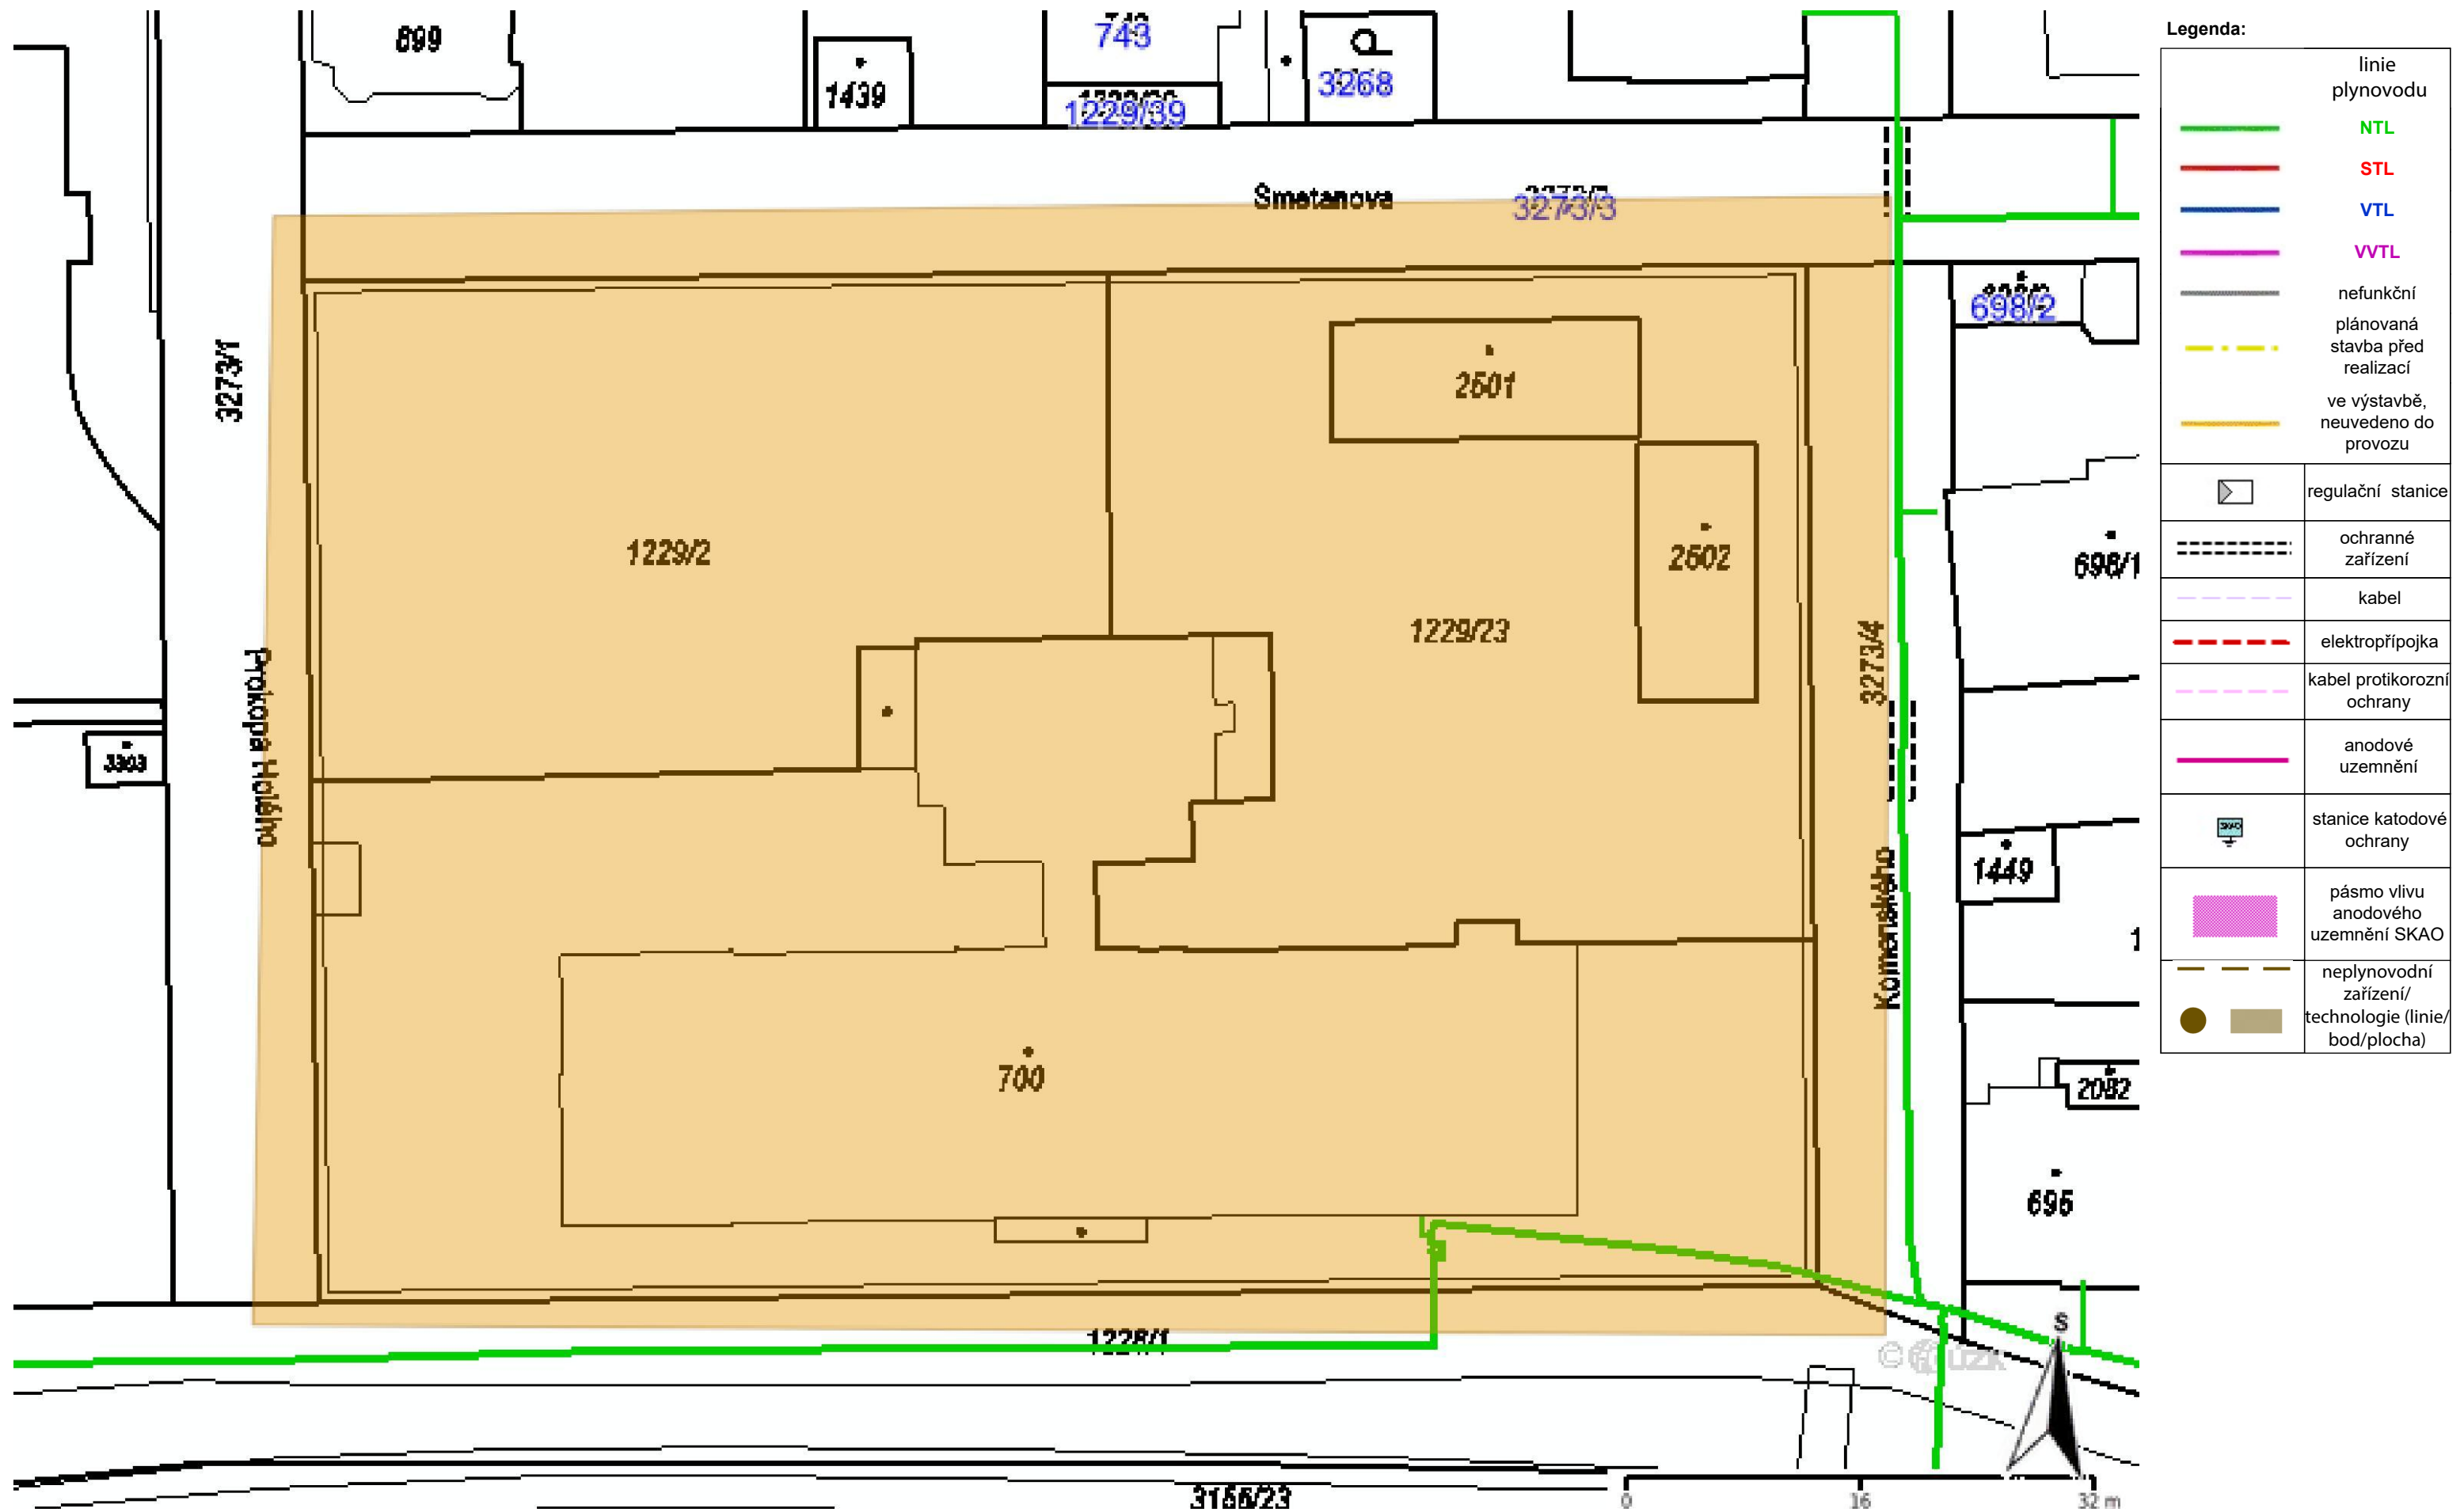 899
1439
743
1229/39
3268
Smetanova
3273/3
698/2
3273/1
2501
1229/2
2502
698/1
1229/23
3273/4
Prokopa Holého
3303
Komenského
1449
1
700
2082
695
1228/1
S
3156/23
0
16
32 m
Legenda:
linie
plynovodu
NTL
STL
VTL
VVTL
nefunkční
plánovaná
stavba před
realizací
ve výstavbě,
neuvedeno do
provozu
regulační stanice
ochranné
zařízení
kabel
elektropřípojka
kabel protikorozní
ochrany
anodové
uzemnění
SKAO
stanice katodové
ochrany
pásmo vlivu
anodového
uzemnění SKAO
neplynovodní
zařízení/
technologie (linie/
bod/plocha)